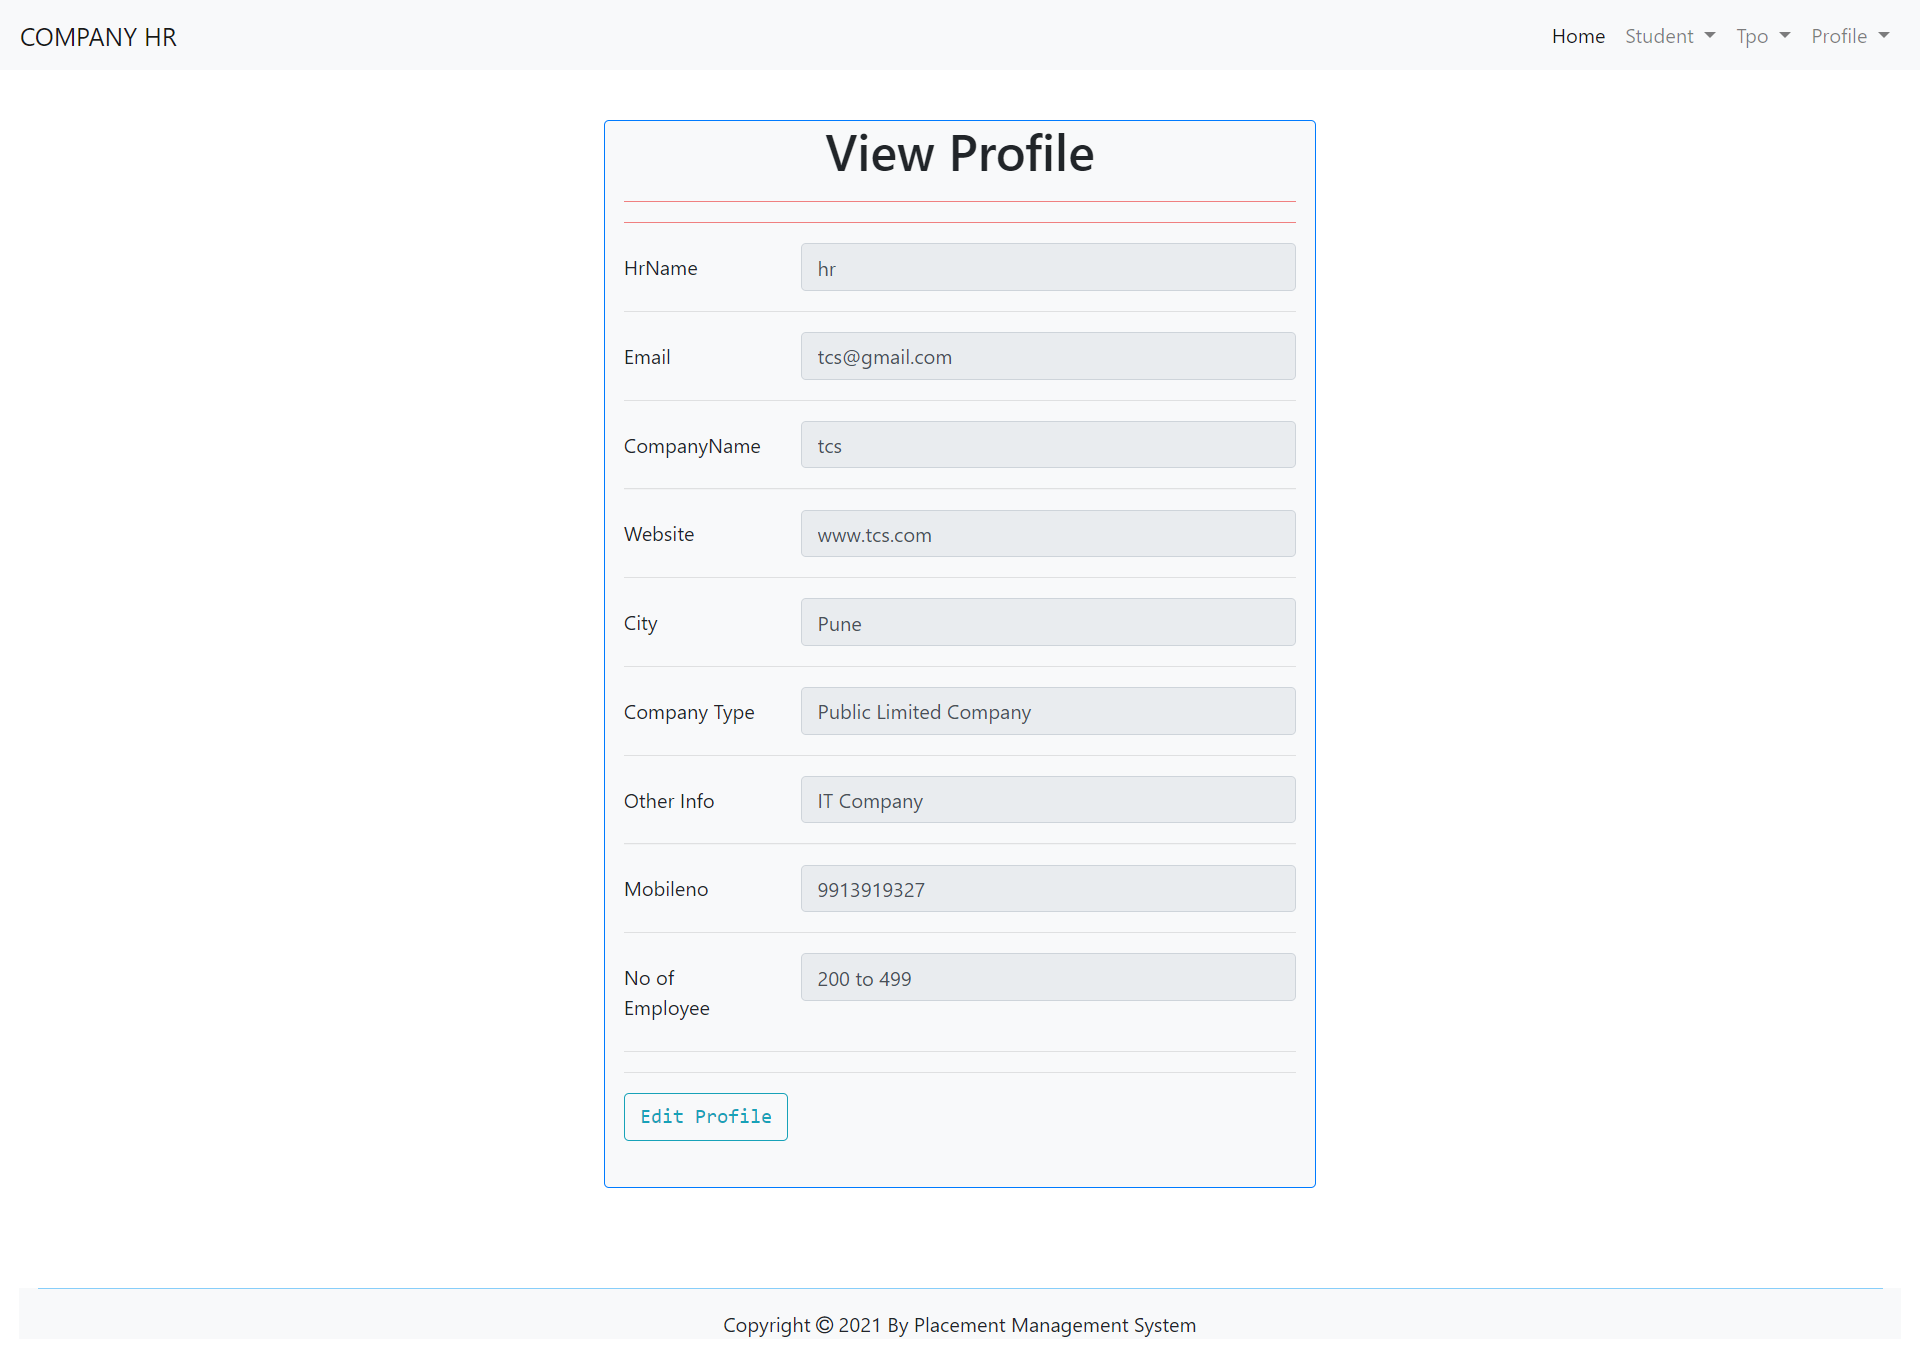 COMPANY HR
Home Student Tpo Profile
View Profile
HrName hr
Email tcs@gmail.com
CompanyName tcs
Website www.tcs.com
City Pune
Company Type Public Limited Company
Other Info IT Company
Mobileno 9913919327
No of 200 to 499
Employee
Edit Profile
Copyright © 2021 By Placement Management System